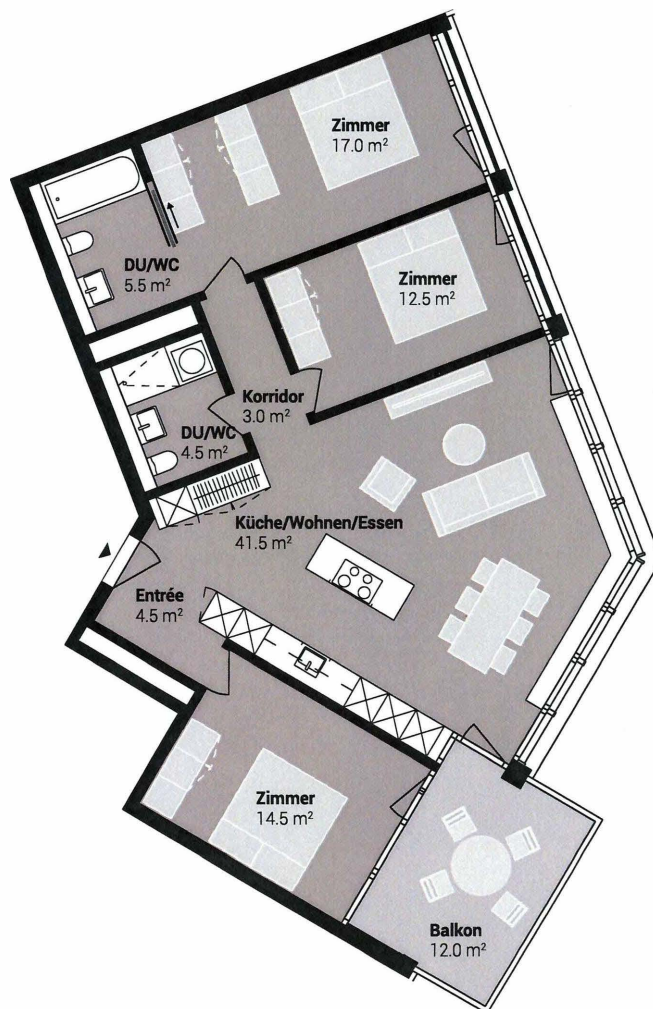 Zimmer
17.0 m²
DU/WC
5.5 m²
Zimmer
12.5 m²
Korridor
3.0 m²
DU/WC
4.5 m²
Küche/Wohnen/Essen
41.5 m²
Entrée
4.5 m²
Zimmer
14.5 m²
Balkon
12.0 m²